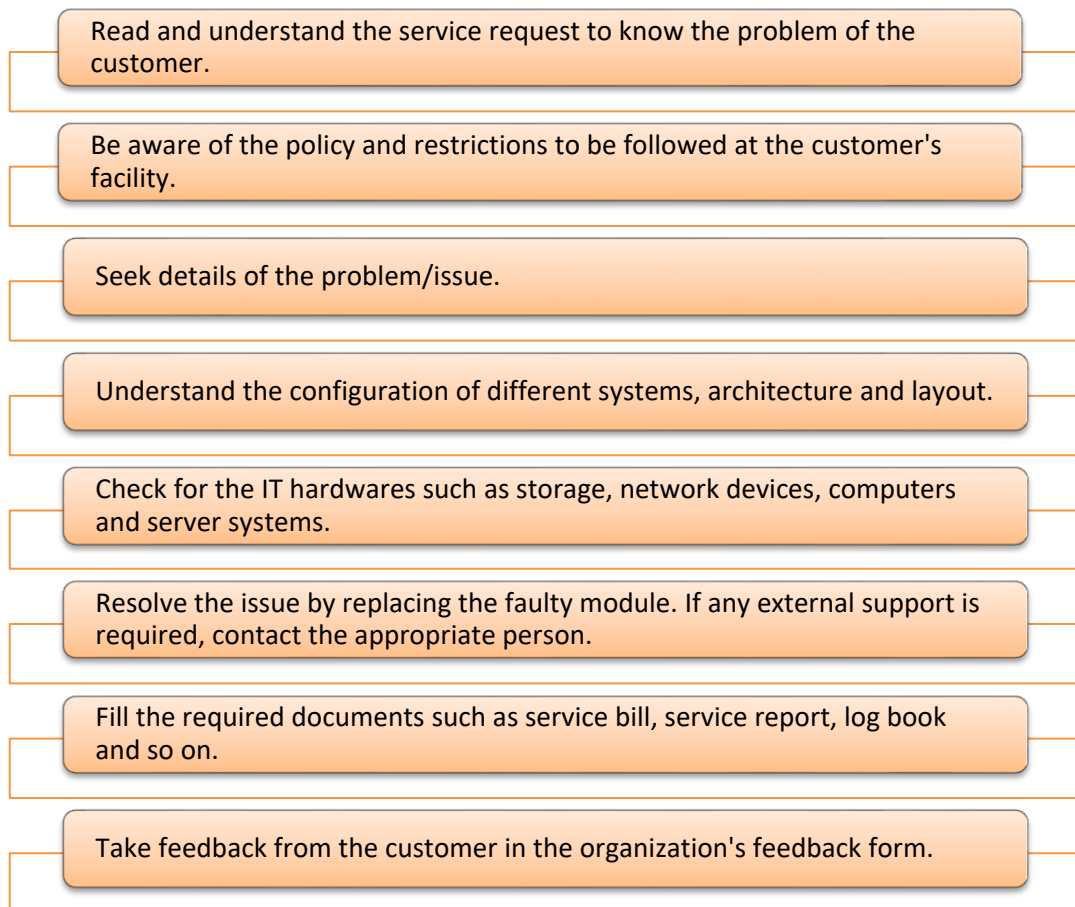 Read and understand the service request to know the problem of the
customer.
Be aware of the policy and restrictions to be followed at the customer's
facility.
Seek details of the problem/issue.
Understand the configuration of different systems, architecture and layout.
Check for the IT hardwares such as storage, network devices, computers
and server systems.
Resolve the issue by replacing the faulty module. If any external support is
required, contact the appropriate person.
Fill the required documents such as service bill, service report, log book
and so on.
Take feedback from the customer in the organization's feedback form.